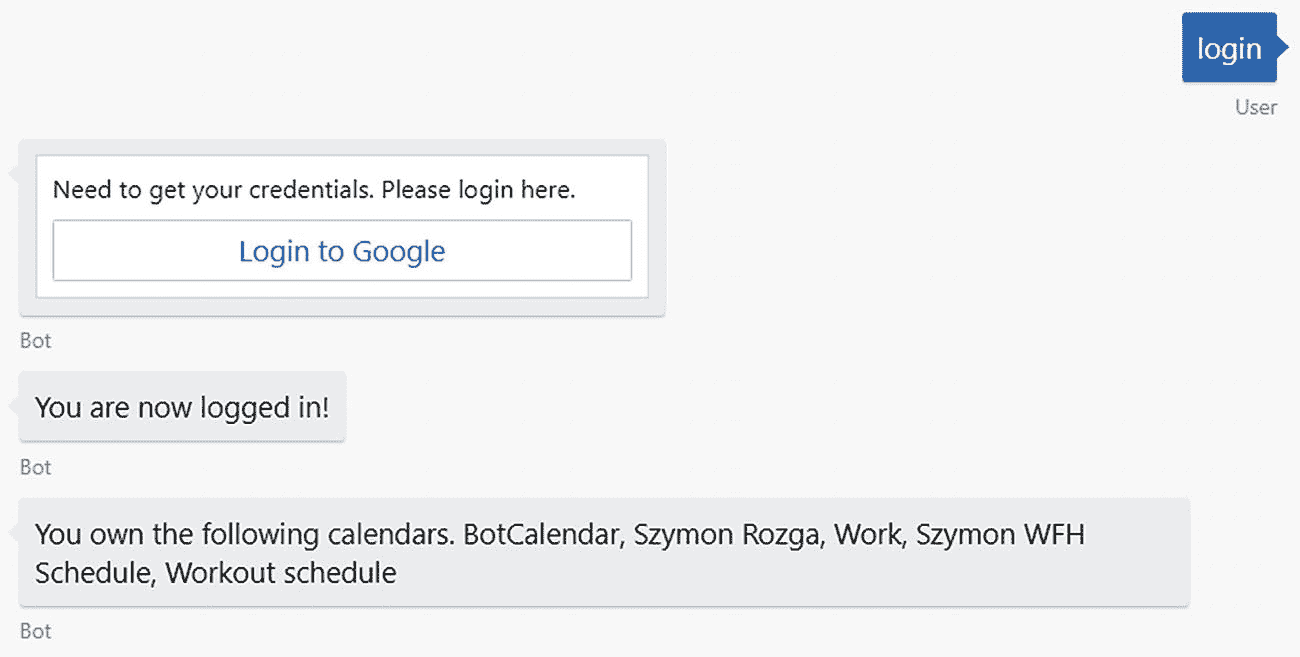 login
User
Need to get your credentials. Please login here.
Login to Google
Bot
You are now logged in!
Bot
You own the following calendars. BotCalendar, Szymon Rozga, Work, Szymon WFH
Schedule, Workout schedule
Bot